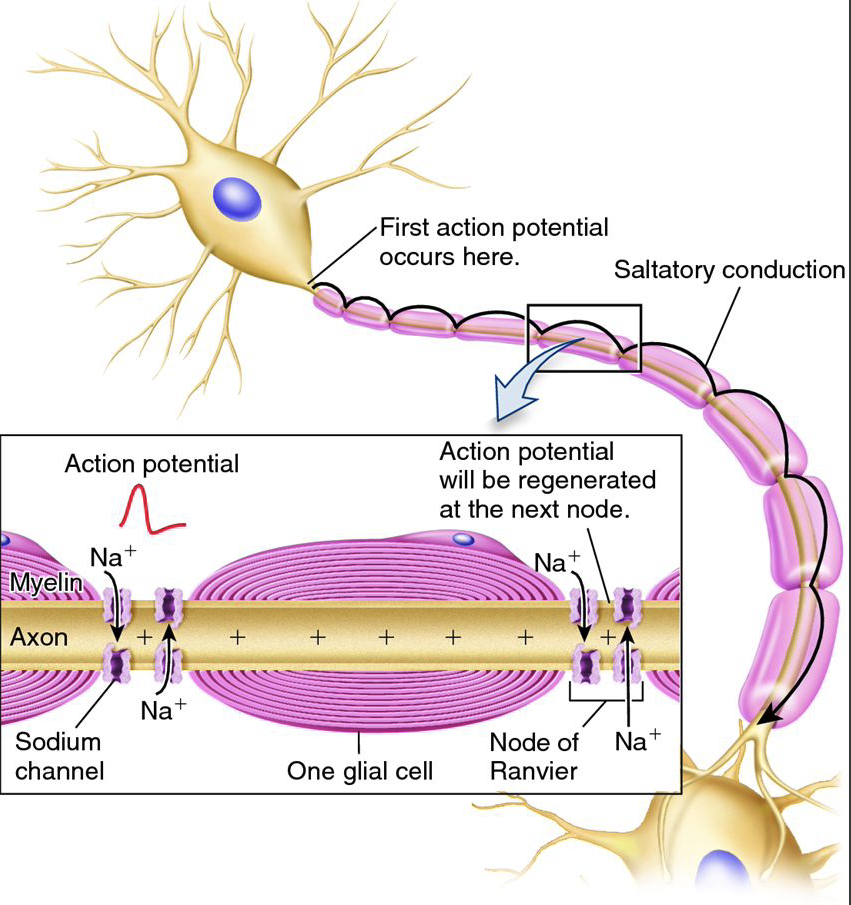 First action potential
occurs here.
Saltatory conduction
Action potential
Action potential
will be regenerated
at the next node.
Na+
Na+
Myelin
Axon
+ + + + + + +
Na+
Na+
Sodium
channel
One glial cell
Node of
Ranvier